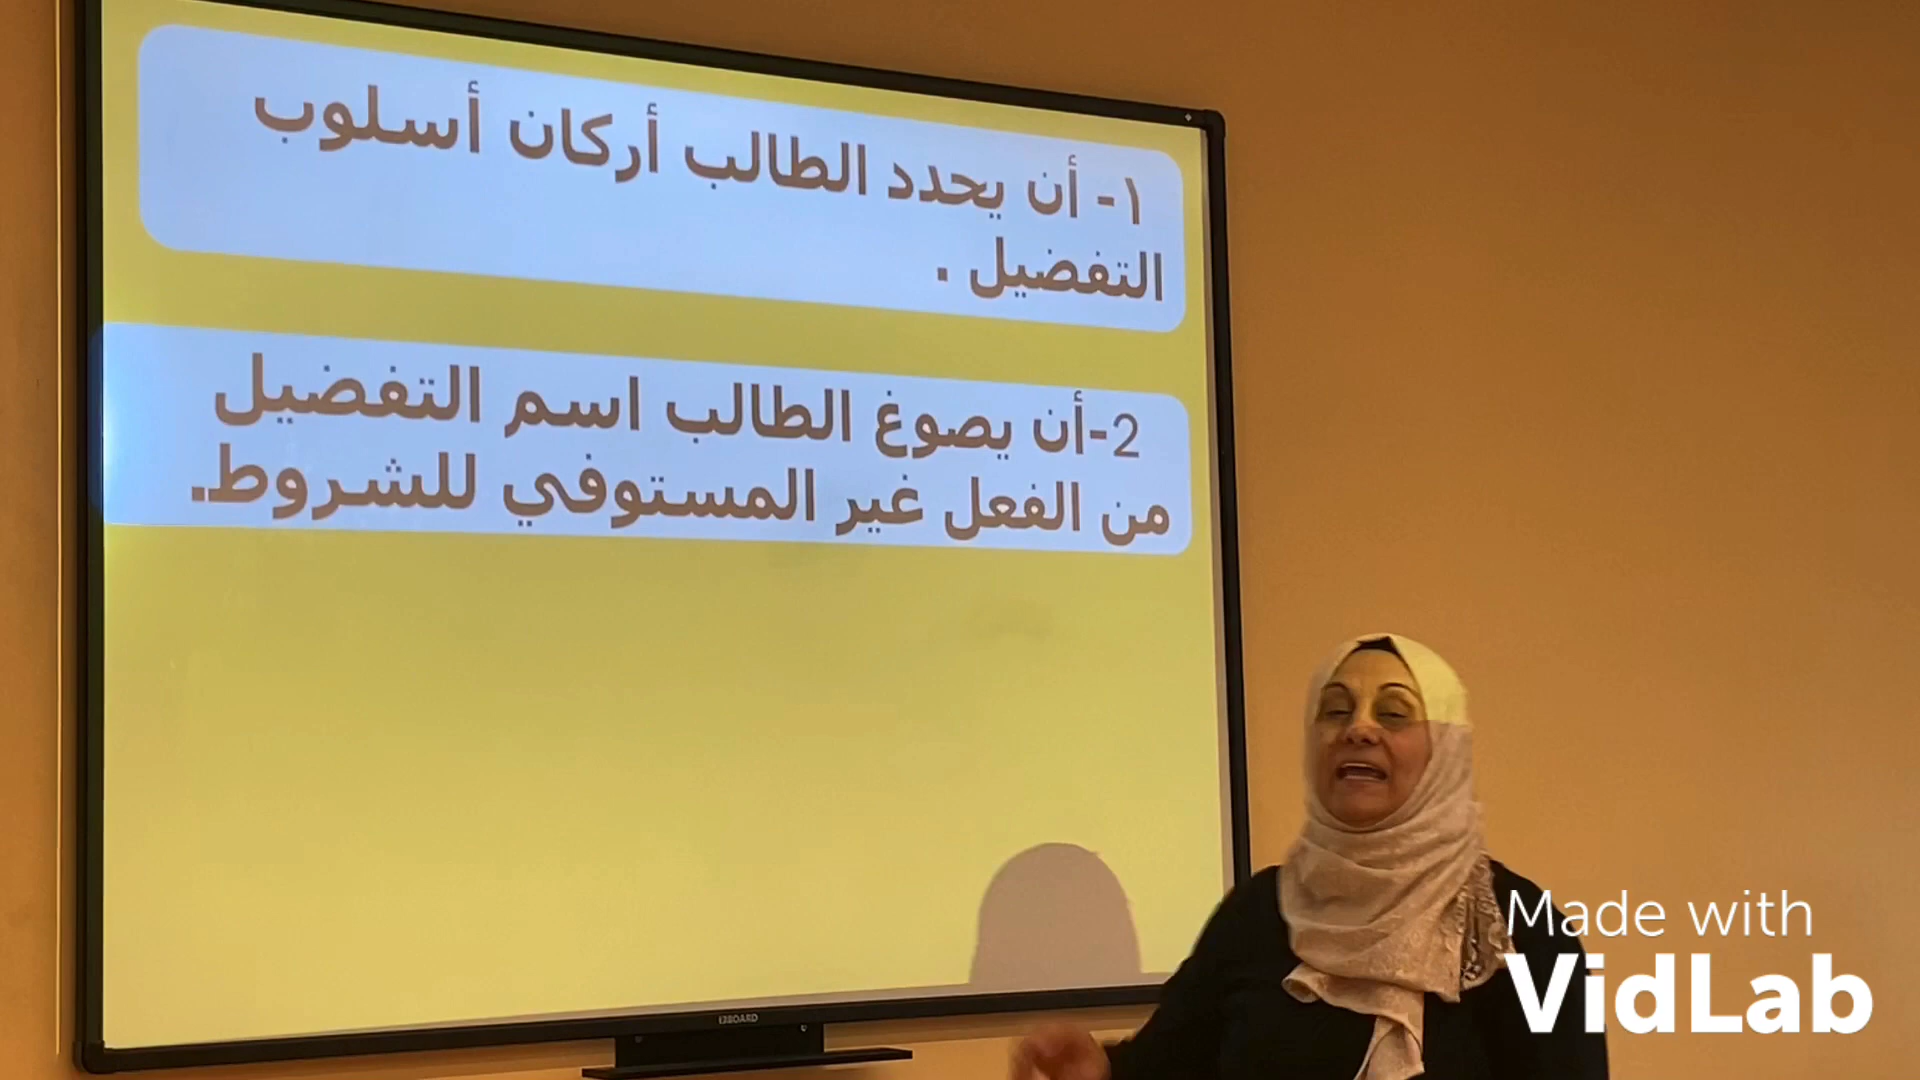 ١- أن يحدد الطالب أركان أسلوب
التفضيل .
2-أن يصوغ الطالب اسم التفضيل
من الفعل غير المستوفي للشروط.
Made with
VidLab